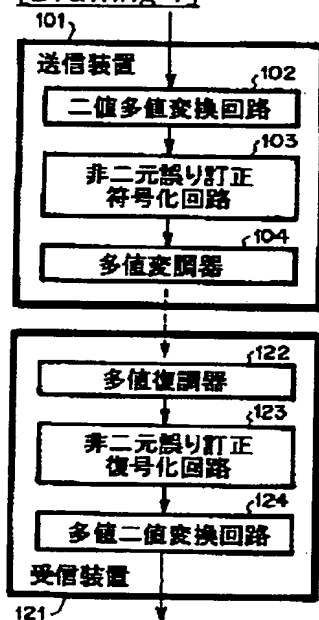 101
送信装置
102
二値多値変換回路
103
非二元誤り訂正
符号化回路
104
多値変調器
122
多値復調器
123
非二元誤り訂正
復号化回路
124
多値二値変換回路
受信装置
121